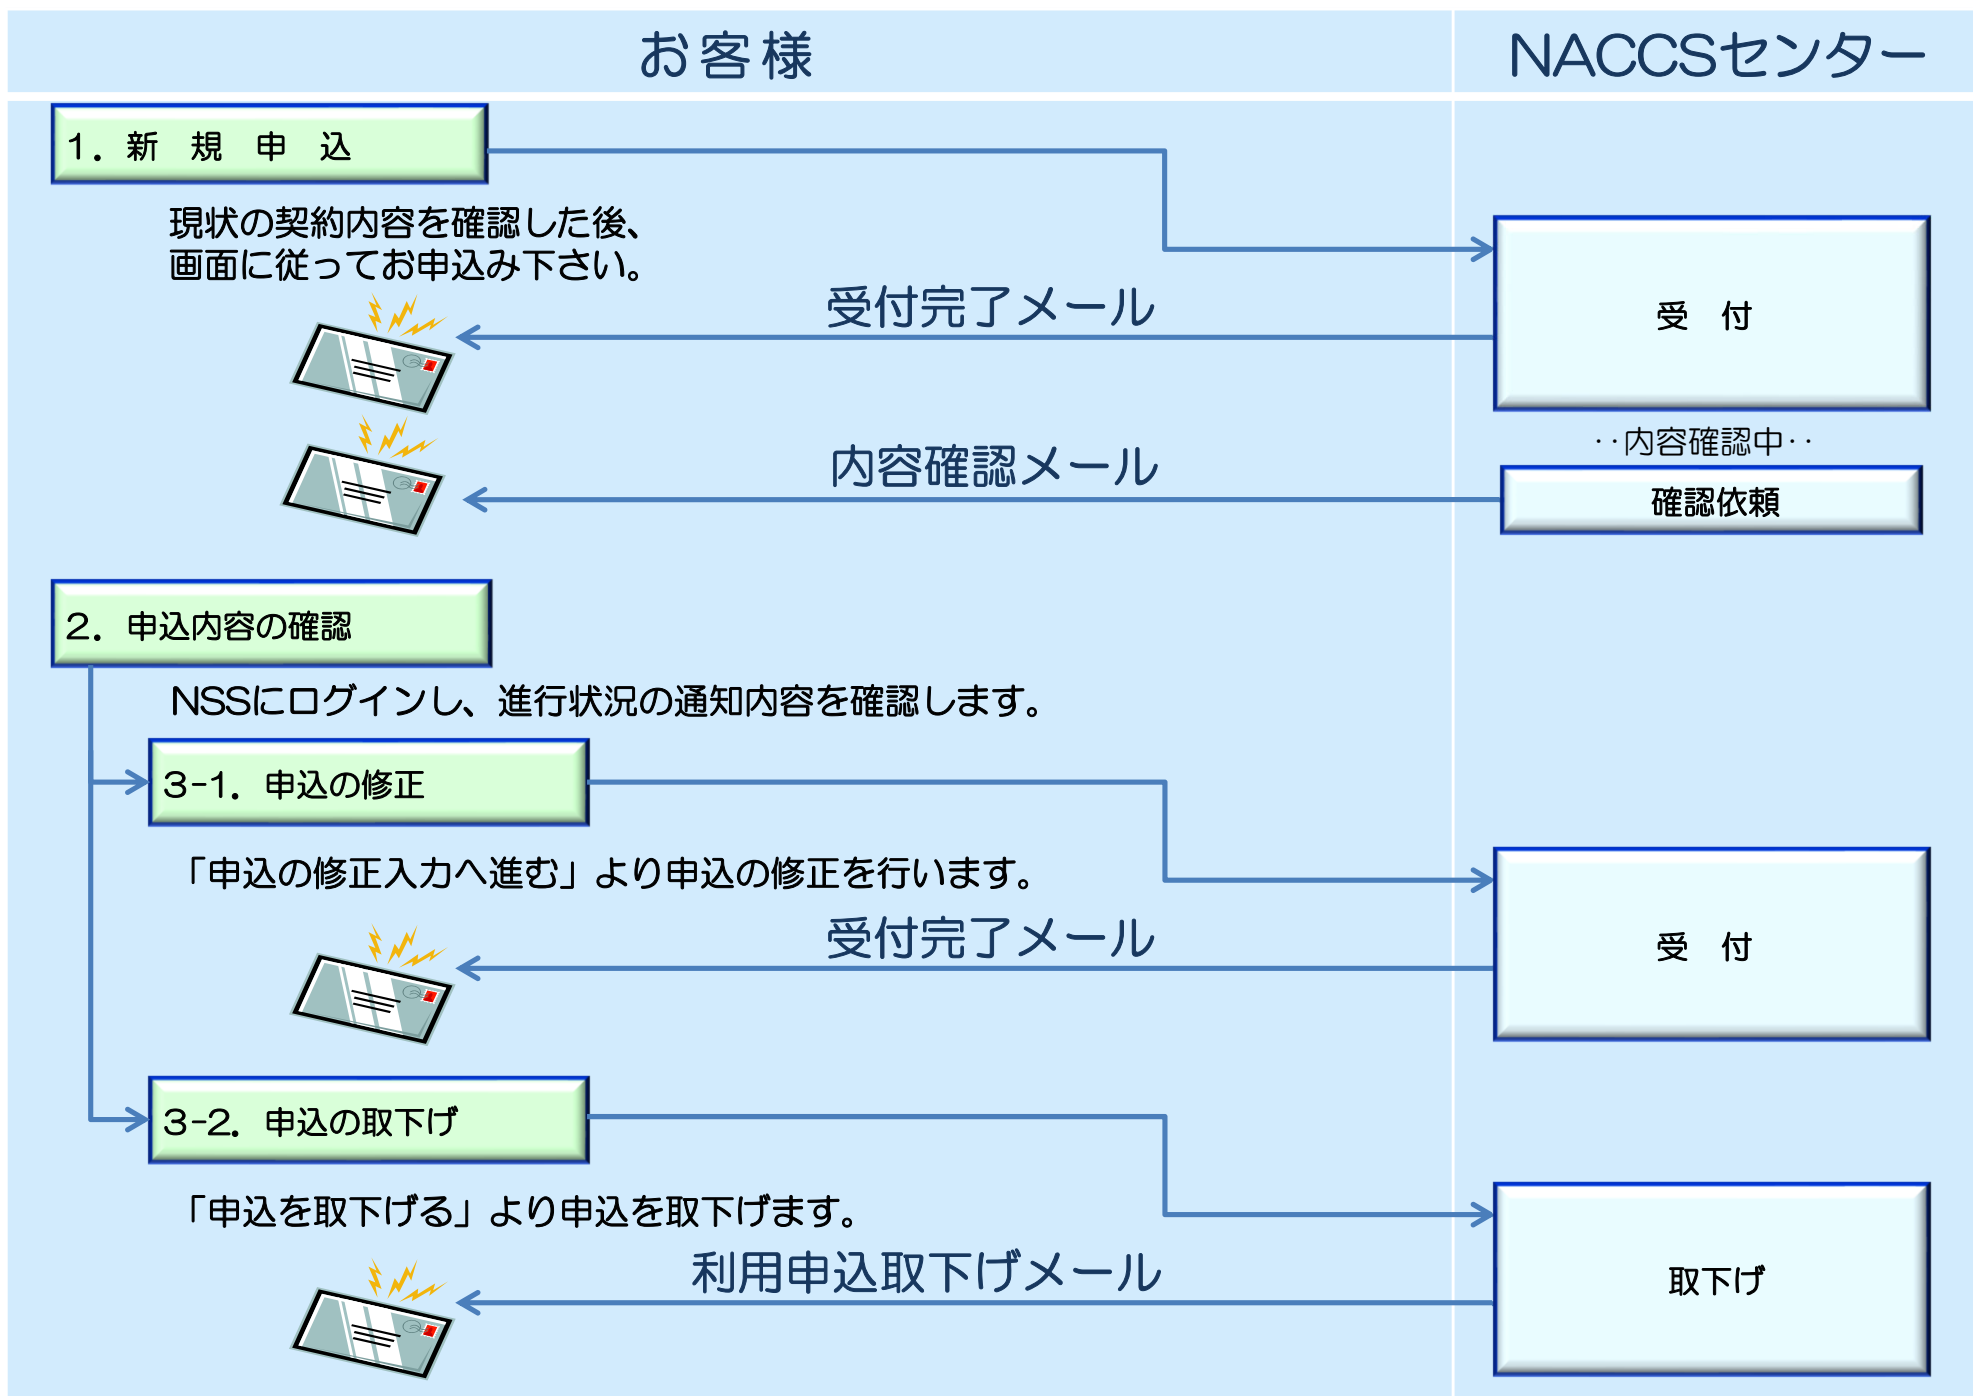 お客様
NACCSセンター
1．新　規　申　込
現状の契約内容を確認した後、
画面に従ってお申込み下さい。
受付完了メール
受　付
‥内容確認中‥
内容確認メール
確認依頼
2．申込内容の確認
NSSにログインし、進行状況の通知内容を確認します。
3-1．申込の修正
「申込の修正入力へ進む」より申込の修正を行います。
受付完了メール
受　付
3-2．申込の取下げ
「申込を取下げる」より申込を取下げます。
利用申込取下げメール
取下げ